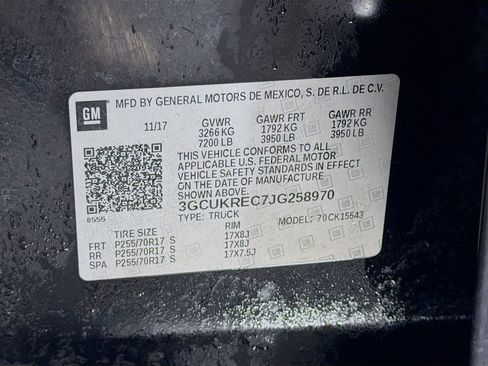 GM
MFD BY GENERAL MOTORS DE MEXICO, S. DE R.L. DE C.V.
11/17 GVWR GAWR FRT GAWR RR
3266 KG 1792 KG 1792 KG
7200 LB 3950 LB 3950 LB
THIS VEHICLE CONFORMS TO ALL
APPLICABLE U.S. FEDERAL MOTOR
VEHICLE SAFETY STANDARDS IN EFFECT
ON THE DATE OF MANUFACTURE
SHOWN ABOVE.
3GCUKREC7JG258970
TYPE: TRUCK MODEL: 70CK15543
8555
TIRE SIZE RIM
FRT P255/70R17 S 17X8J
RR P255/70R17 S 17X8J
SPA P255/70R17 S 17X7.5J